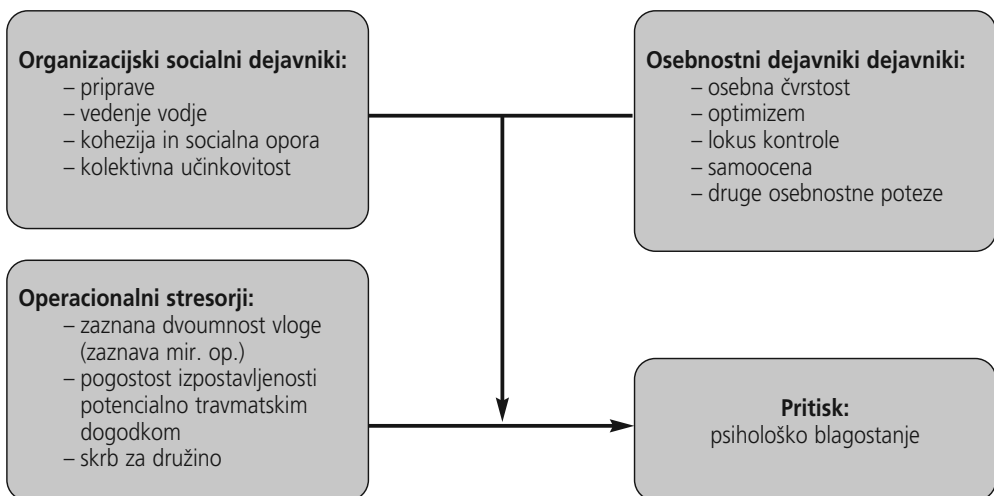 Organizacijski socialni dejavniki:
– priprave
– vedenje vodje
– kohezija in socialna opora
– kolektivna učinkovitost
Osebnostni dejavniki dejavniki:
– osebna čvrstost
– optimizem
– lokus kontrole
– samoocena
– druge osebnostne poteze
Operacionalni stresorji:
– zaznana dvoumnost vloge
(zaznava mir. op.)
– pogostost izpostavljenosti
potencialno travmatskim
dogodkom
– skrb za družino
Pritisk:
psihološko blagostanje